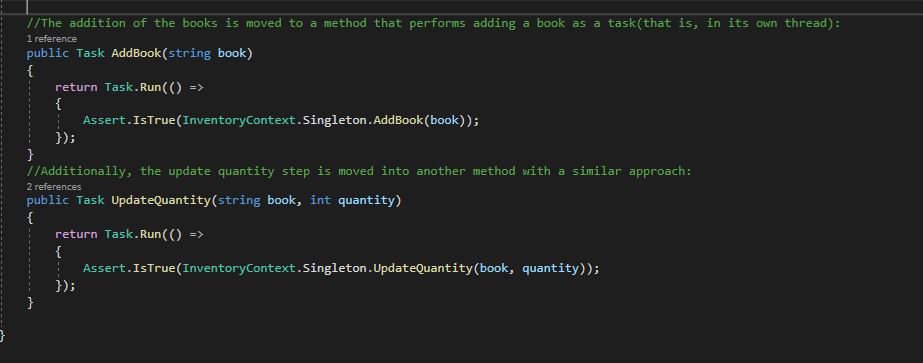 //The addition of the books is moved to a method that performs adding a book as a task(that is, in its own thread):
1 reference
public Task AddBook(string book)
{
return Task.Run(() =>
{
Assert.IsTrue(InventoryContext.Singleton.AddBook(book));
});
}
//Additionally, the update quantity step is moved into another method with a similar approach:
2 references
public Task UpdateQuantity(string book, int quantity)
{
return Task.Run(() =>
{
Assert.IsTrue(InventoryContext.Singleton.UpdateQuantity(book, quantity));
});
}
}